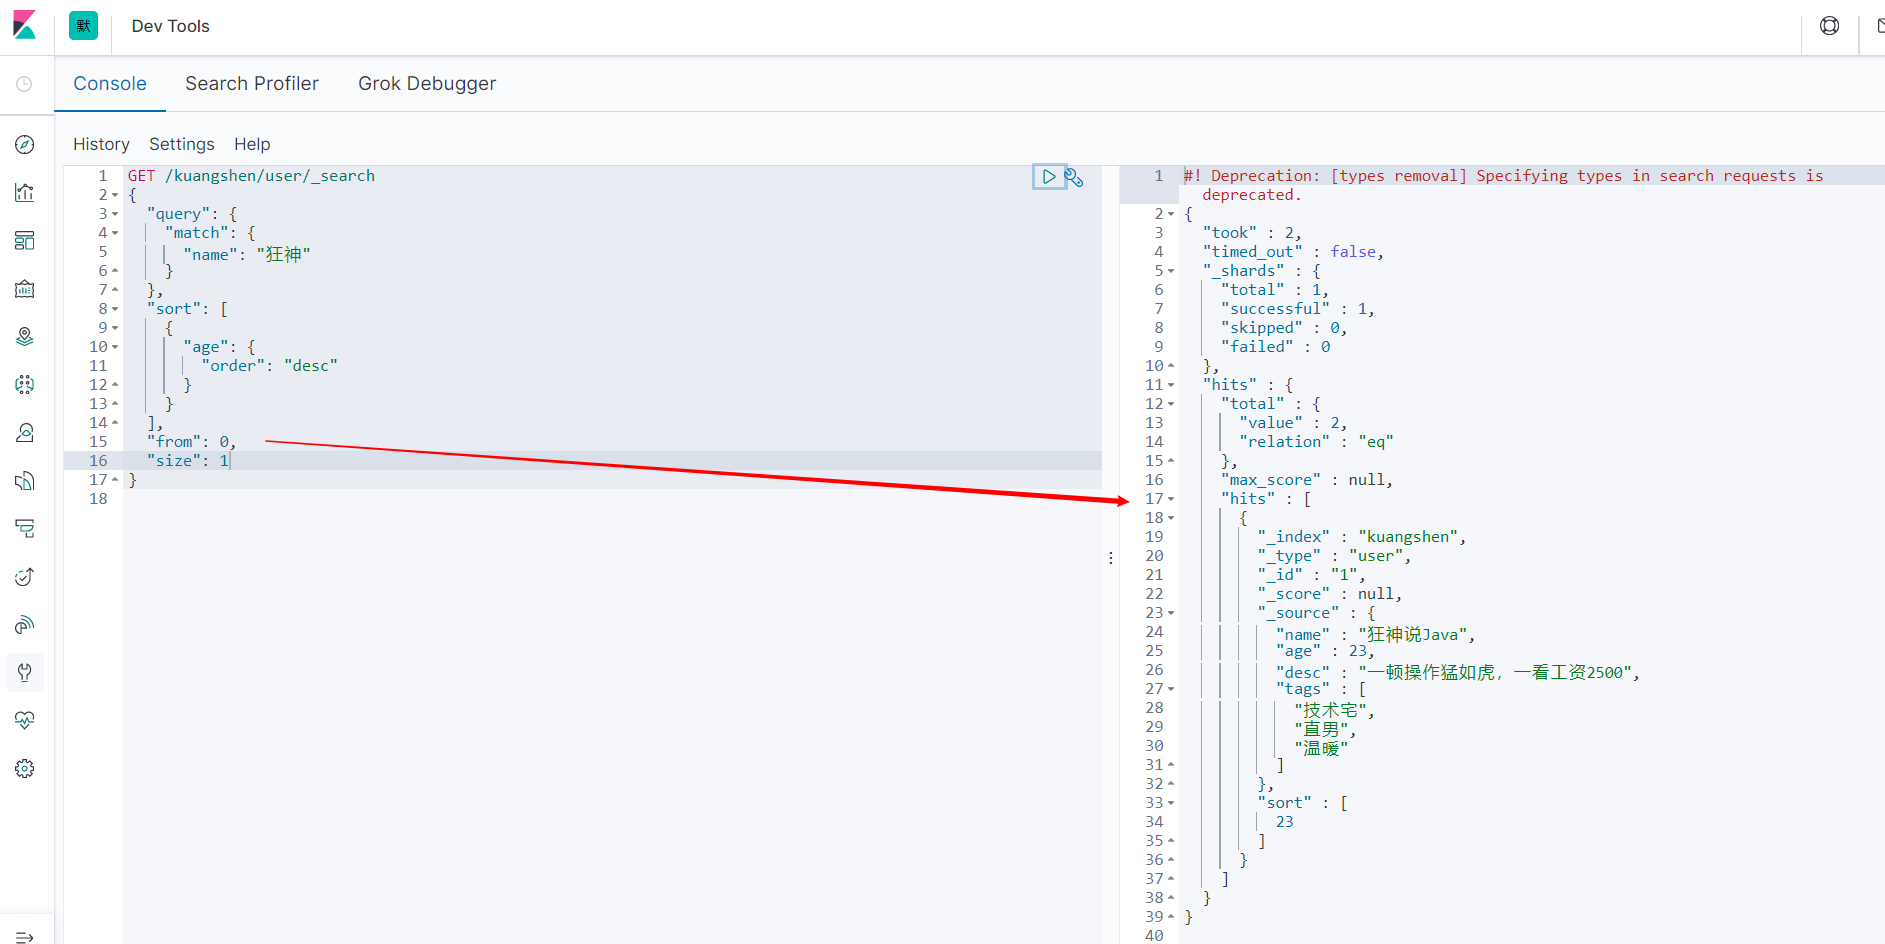 默
Dev Tools
Console Search Profiler Grok Debugger
History Settings Help
1 GET /kuangshen/user/_search
2 {
3 "query": {
4 "match": {
5 "name": "狂神"
6 }
7 },
8 "sort": [
9 {
10 "age": {
11 "order": "desc"
12 }
13 }
14 ],
15 "from": 0,
16 "size": 1
17 }
18
1 #! Deprecation: [types removal] Specifying types in search requests is
deprecated.
2 {
3 "took" : 2,
4 "timed_out" : false,
5 "_shards" : {
6 "total" : 1,
7 "successful" : 1,
8 "skipped" : 0,
9 "failed" : 0
10 },
11 "hits" : {
12 "total" : {
13 "value" : 2,
14 "relation" : "eq"
15 },
16 "max_score" : null,
17 "hits" : [
18 {
19 "_index" : "kuangshen",
20 "_type" : "user",
21 "_id" : "1",
22 "_score" : null,
23 "_source" : {
24 "name" : "狂神说Java",
25 "age" : 23,
26 "desc" : "一顿操作猛如虎，一看工资2500",
27 "tags" : [
28 "技术宅",
29 "直男",
30 "温暖"
31 ]
32 },
33 "sort" : [
34 23
35 ]
36 }
37 ]
38 }
39 }
40